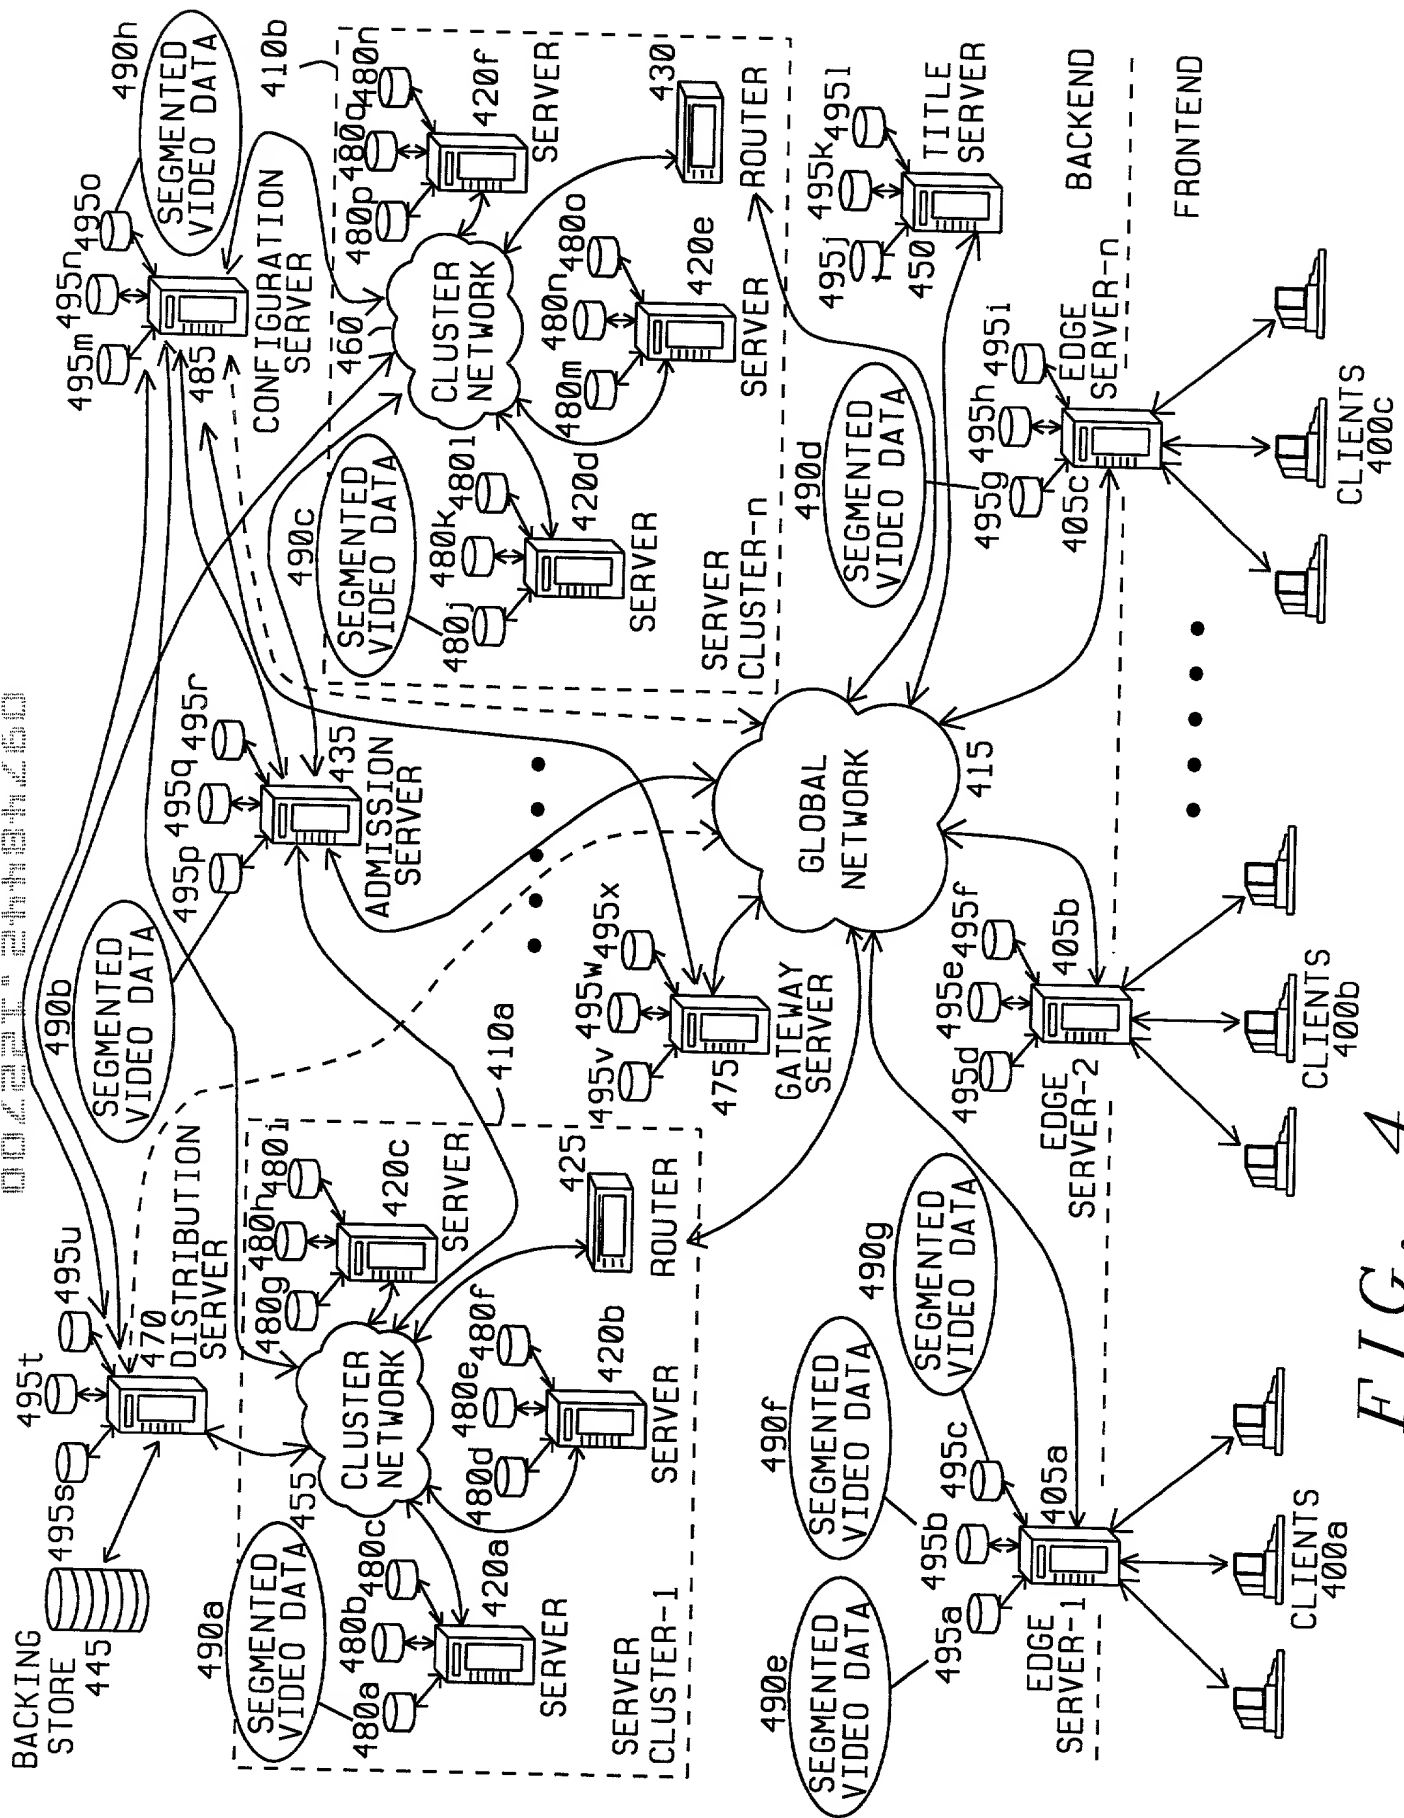 BACKING
STORE
445
495s
495t
495u
470
DISTRIBUTION
SERVER
490b
SEGMENTED
VIDEO DATA
495p
495q
495r
435
ADMISSION
SERVER
495m
495n
495o
485
CONFIGURATION
SERVER
490h
SEGMENTED
VIDEO DATA
410b
490a
SEGMENTED
VIDEO DATA
480a
480b
480c
420a
SERVER
455
CLUSTER
NETWORK
480g
480h
480i
420c
SERVER
480d
480e
480f
420b
SERVER
425
ROUTER
410a
SERVER
CLUSTER-1
490c
SEGMENTED
VIDEO DATA
480j
480k
480l
420d
SERVER
460
CLUSTER
NETWORK
480p
480q
480n
420f
SERVER
480m
480n
480o
420e
SERVER
430
ROUTER
SERVER
CLUSTER-n
495v
495w
495x
475
GATEWAY
SERVER
GLOBAL
NETWORK
415
495j
495k
495l
450
TITLE
SERVER
490e
SEGMENTED
VIDEO DATA
490f
SEGMENTED
VIDEO DATA
490g
SEGMENTED
VIDEO DATA
490d
SEGMENTED
VIDEO DATA
495a
495b
495c
405a
EDGE
SERVER-1
495d
495e
495f
405b
EDGE
SERVER-2
495g
495h
495i
405c
EDGE
SERVER-n
BACKEND
FRONTEND
CLIENTS
400a
CLIENTS
400b
CLIENTS
400c
FIG. 4